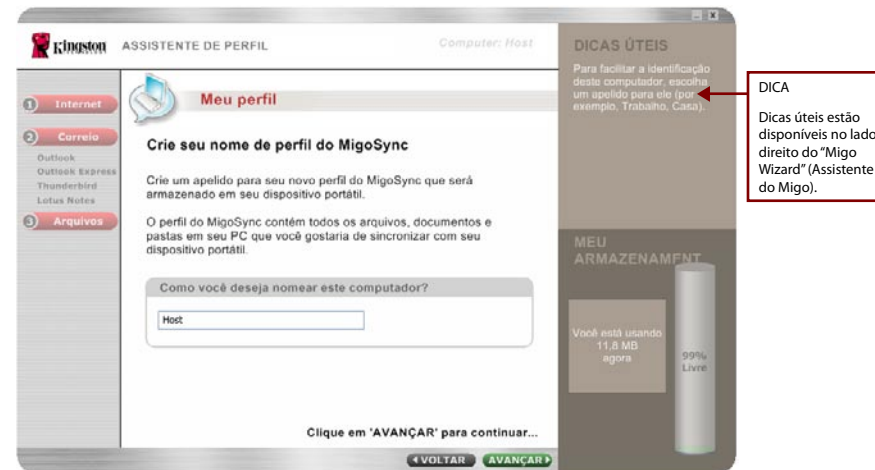 Kingston
TECHNOLOGY
ASSISTENTE DE PERFIL
Computer: Host
1 Internet
2 Correio
Outlook
Outlook Express
Thunderbird
Lotus Notes
3 Arquivos
Meu perfil
Crie seu nome de perfil do MigoSync
Crie um apelido para seu novo perfil do MigoSync que será
armazenado em seu dispositivo portátil.
O perfil do MigoSync contém todos os arquivos, documentos e
pastas em seu PC que você gostaria de sincronizar com seu
dispositivo portátil.
Como você deseja nomear este computador?
Host
Clique em 'AVANÇAR' para continuar...
VOLTAR
AVANÇAR
DICAS ÚTEIS
Para facilitar a identificação
deste computador, escolha
um apelido para ele (por
exemplo, Trabalho, Casa).
MEU
ARMAZENAMENT
Você está usando
11,8 MB
agora
99%
Livre
DICA
Dicas úteis estão
disponíveis no lado
direito do “Migo
Wizard” (Assistente
do Migo).